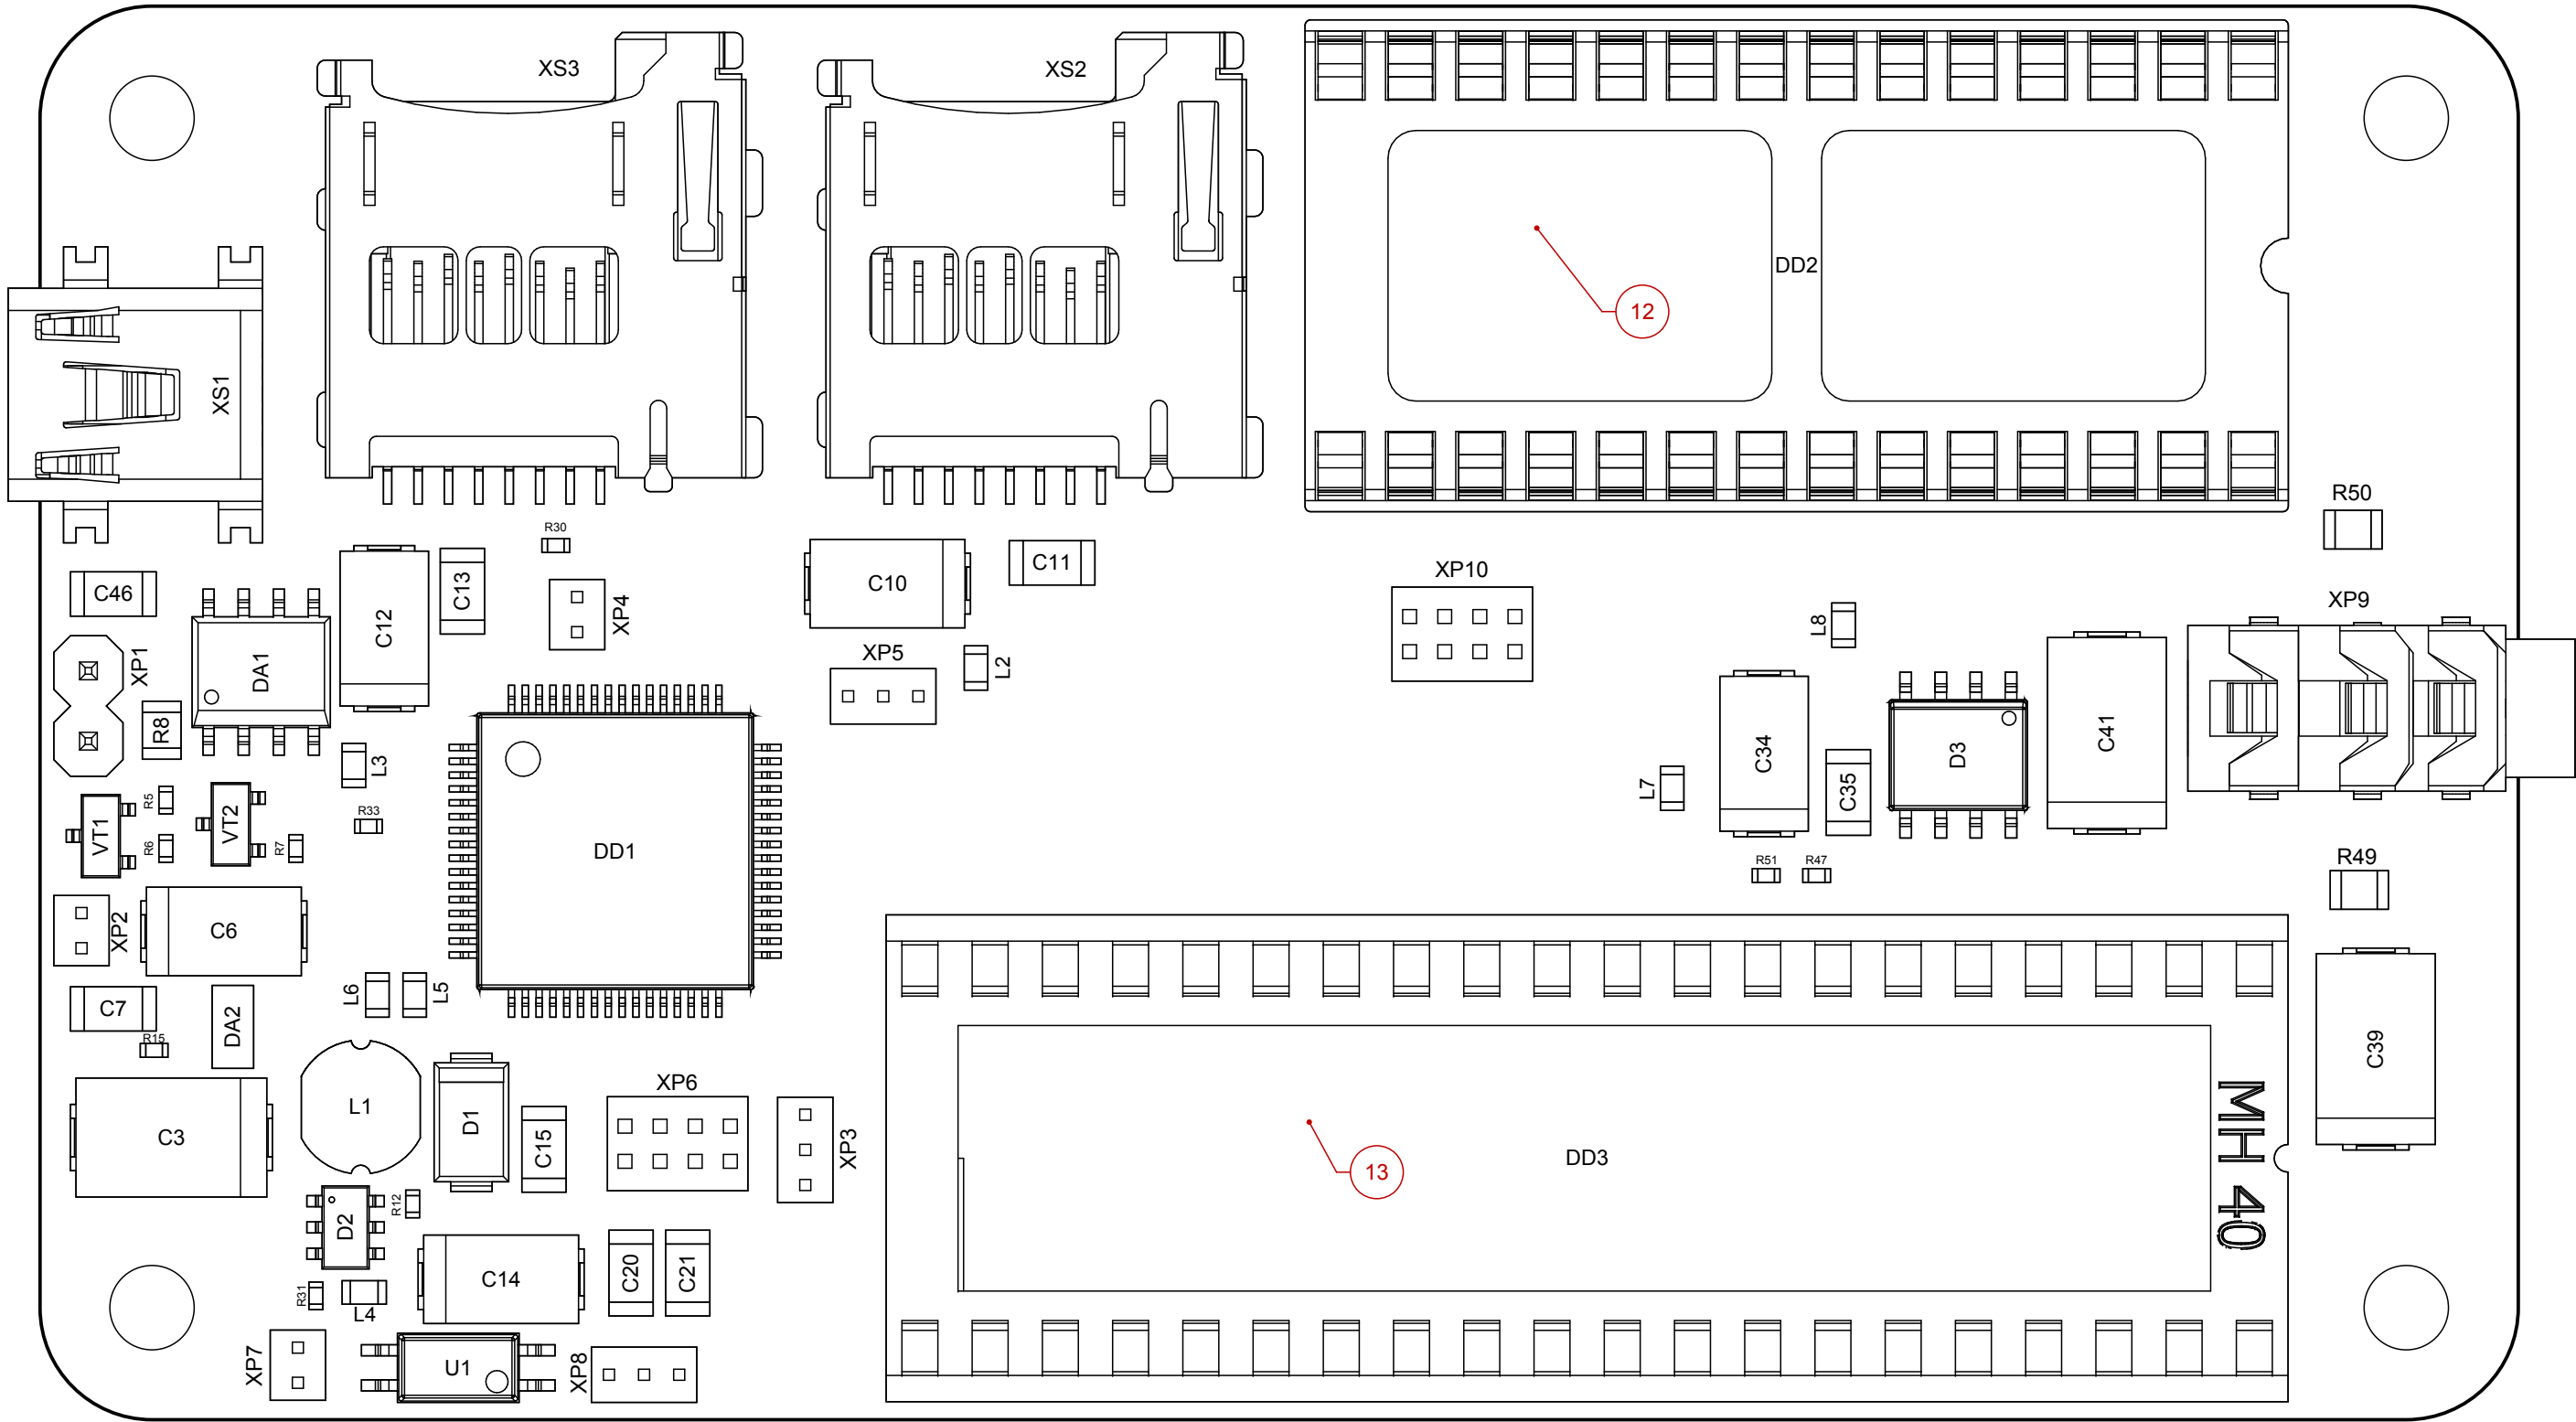 XS3
XS2
DD2
12
XS1
R50
R30
C46
C13
C12
XP4
C10
C11
XP10
L8
XP9
XP1
DA1
XP5
L2
R8
L3
C34
D3
C41
L7
C35
R5
VT1
VT2
R33
R6
R7
DD1
R51
R47
R49
XP2
C6
L6
L5
C7
DA2
R15
C39
L1
D1
XP6
C3
C15
XP3
DD3
13
MH 40
R12
D2
C14
C20
C21
R31
L4
XP7
U1
XP8